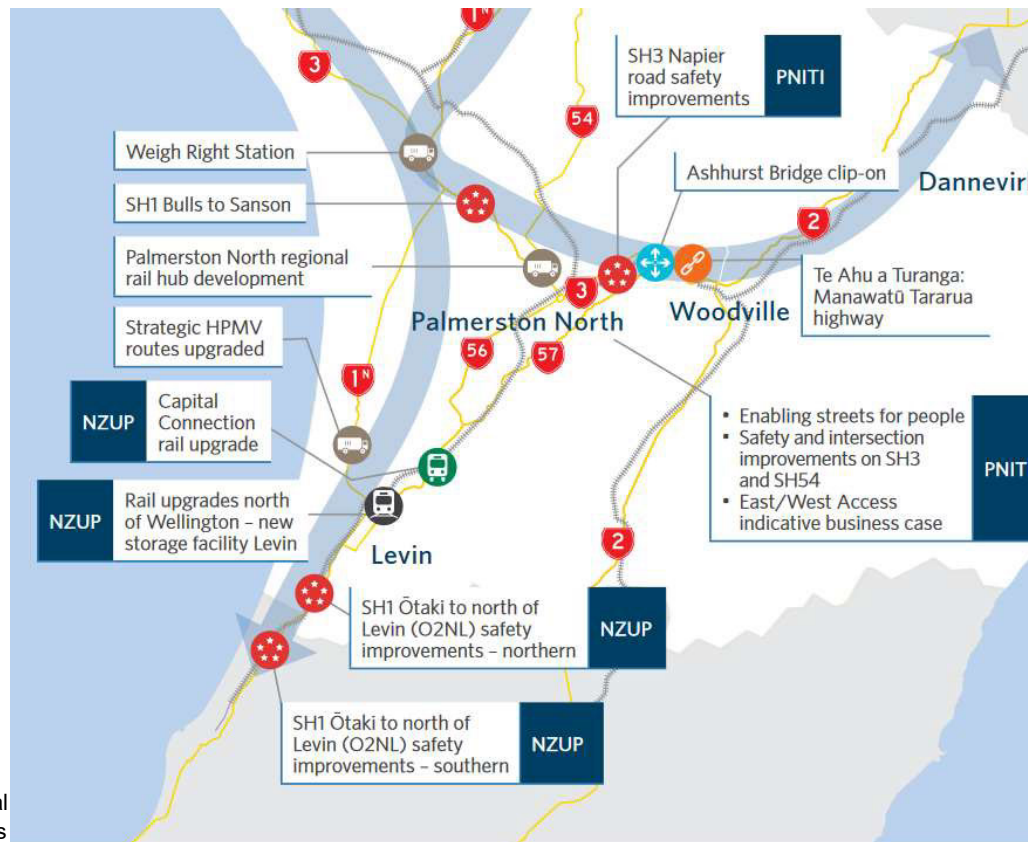 1N
3
54
SH3 Napier
road safety
improvements
PNITI
Weigh Right Station
Ashhurst Bridge clip-on
Dannevirk
SH1 Bulls to Sanson
2
Palmerston North regional
rail hub development
3
Te Ahu a Turanga:
Manawatū Tararua
highway
Palmerston North
Woodville
Strategic HPMV
routes upgraded
56
57
1N
NZUP
Capital
Connection
rail upgrade
• Enabling streets for people
• Safety and intersection
improvements on SH3
and SH54
• East/West Access
indicative business case
PNIT
NZUP
Rail upgrades north
of Wellington – new
storage facility Levin
Levin
2
SH1 Ōtaki to north of
Levin (O2NL) safety
improvements – northern
NZUP
SH1 Ōtaki to north of
Levin (O2NL) safety
improvements – southern
NZUP
al
s